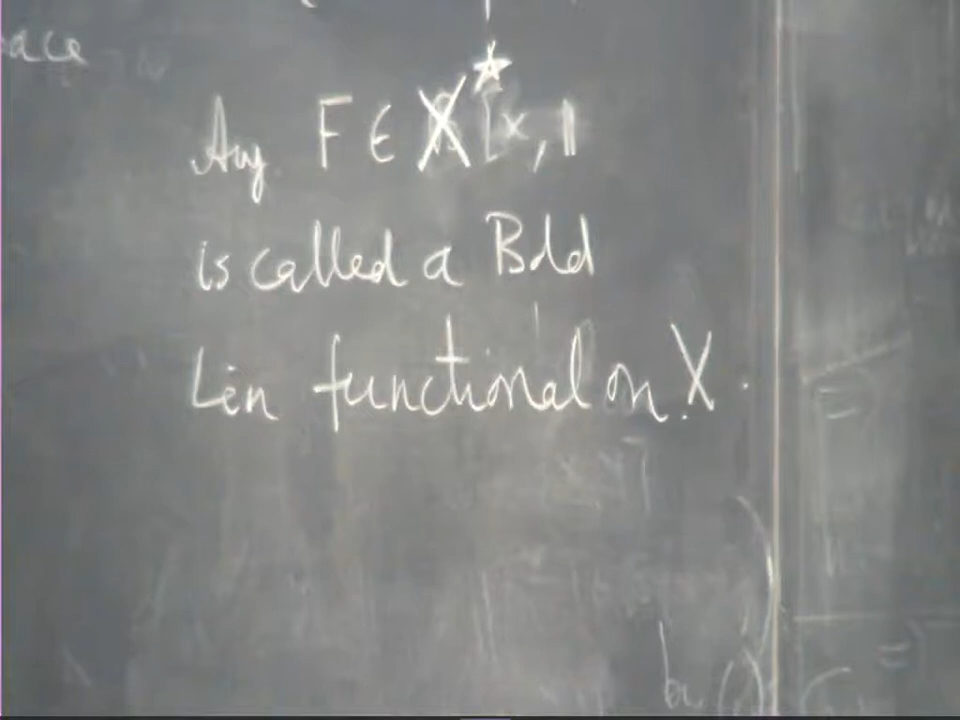 Any F ∈ X*
is called a Bdd
Lin functional on X.